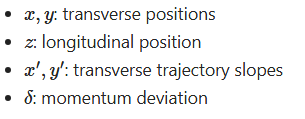 • x, y: transverse positions
• z: longitudinal position
• x′, y′: transverse trajectory slopes
• δ: momentum deviation